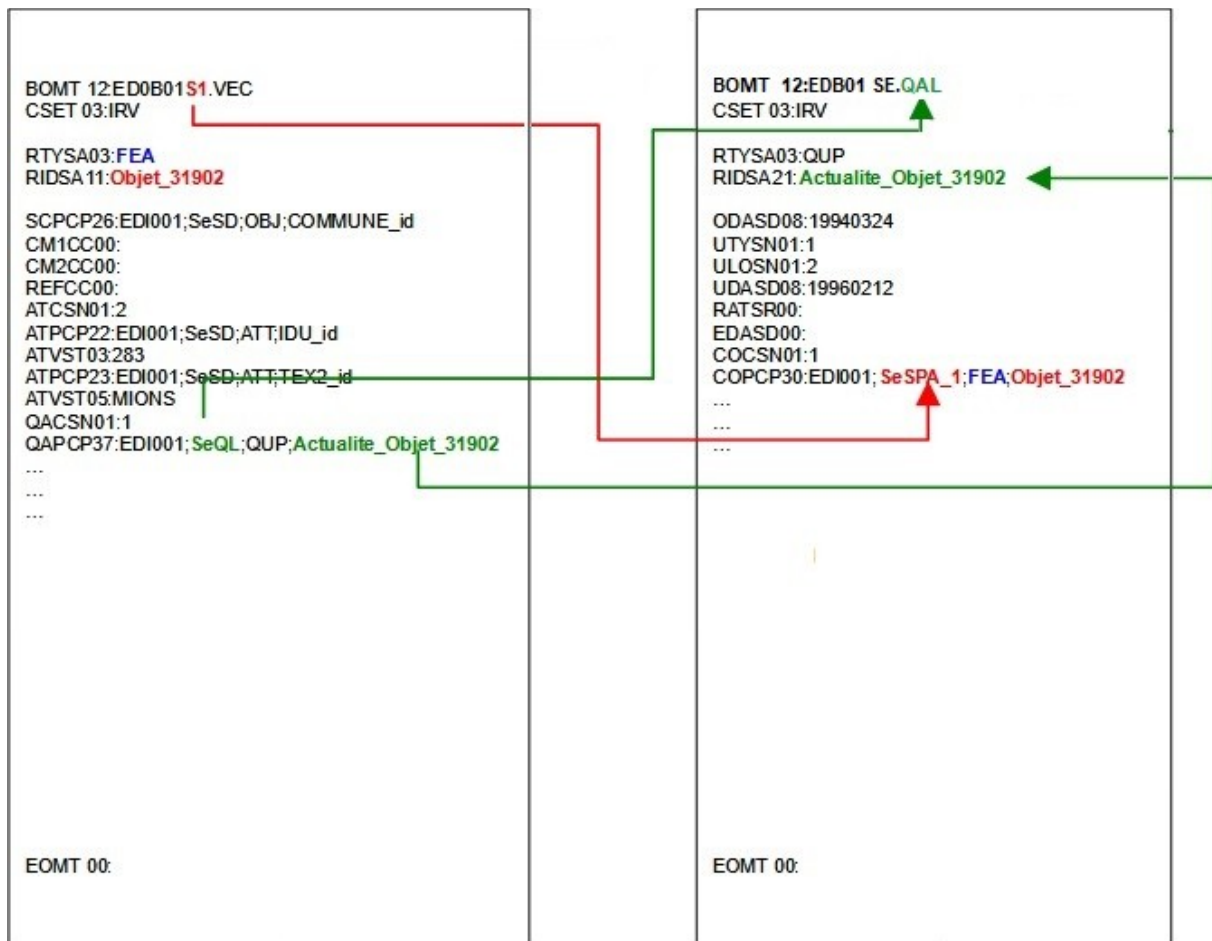 BOMT 12:ED0B01S1.VEC
CSET 03:IRV
RTYSA03:FEA
RIDSA11:Objet_31902
SCPCP26:EDI001;SeSD;OBJ;COMMUNE_id
CM1CC00:
CM2CC00:
REFCC00:
ATCSN01:2
ATPCP22:EDI001;SeSD;ATT;IDU_id
ATVST03:283
ATPCP23:EDI001;SeSD;ATT;TEX2_id
ATVST05:MIONS
QACSN01:1
QAPCP37:EDI001;SeQL;QUP;Actualite_Objet_31902
...
...
...
EOMT 00:
BOMT 12:EDB01 SE.QAL
CSET 03:IRV
RTYSA03:QUP
RIDSA21:Actualite_Objet_31902
ODASD08:19940324
UTYSN01:1
ULOSN01:2
UDASD08:19960212
RATSR00:
EDASD00:
COCSN01:1
COPCP30:EDI001; SeSPA_1;FEA;Objet_31902
...
...
...
EOMT 00: